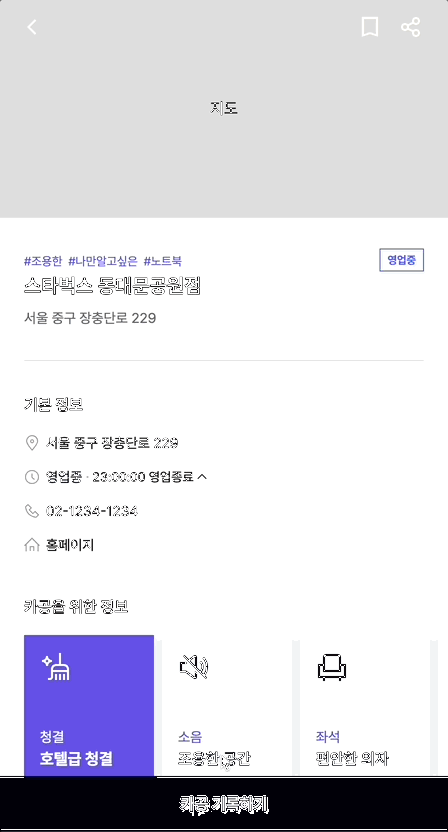 지도
#조용한 #나만알고싶은 #노트북
영업중
스타벅스 동대문공원점
서울 중구 장충단로 229
기본 정보
서울 중구 장충단로 229
영업중 · 23:00:00 영업종료
02-1234-1234
홈페이지
카공을 위한 정보
청결
호텔급 청결
소음
조용한 공간
좌석
편안한 의자
카공 기록하기